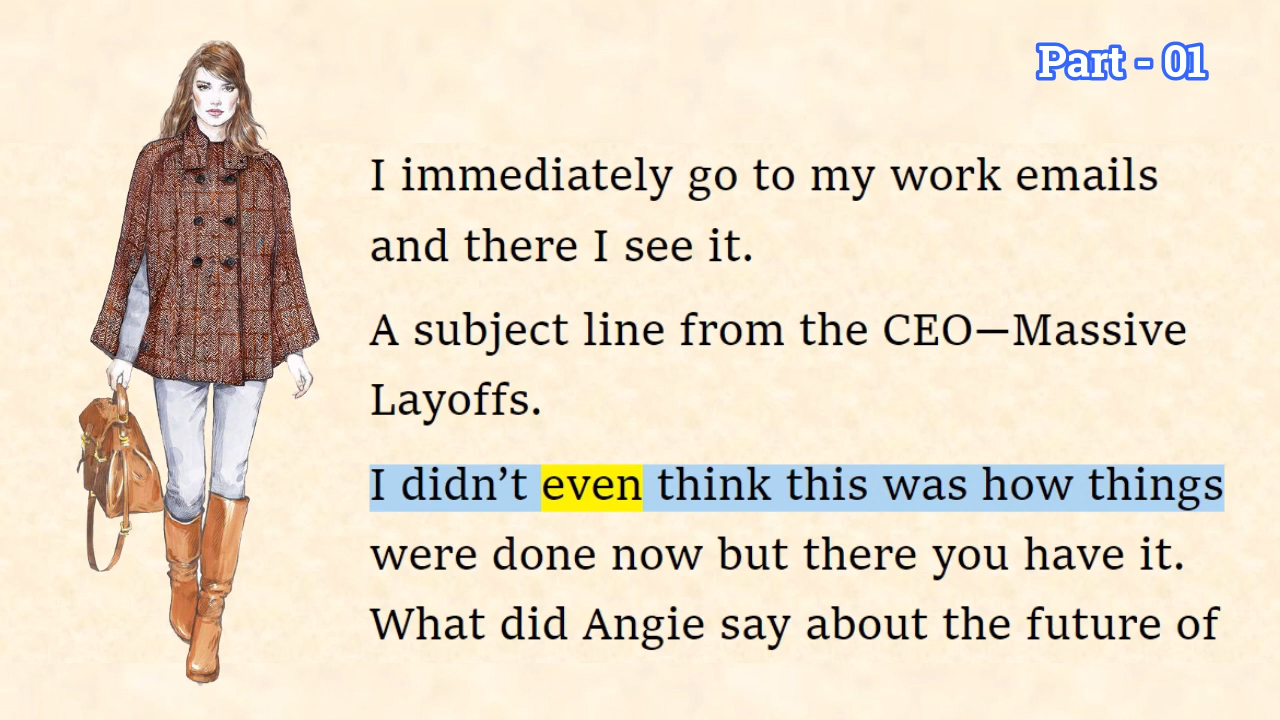 Part - 01
I immediately go to my work emails
and there I see it.
A subject line from the CEO—Massive
Layoffs.
I didn’t even think this was how things
were done now but there you have it.
What did Angie say about the future of